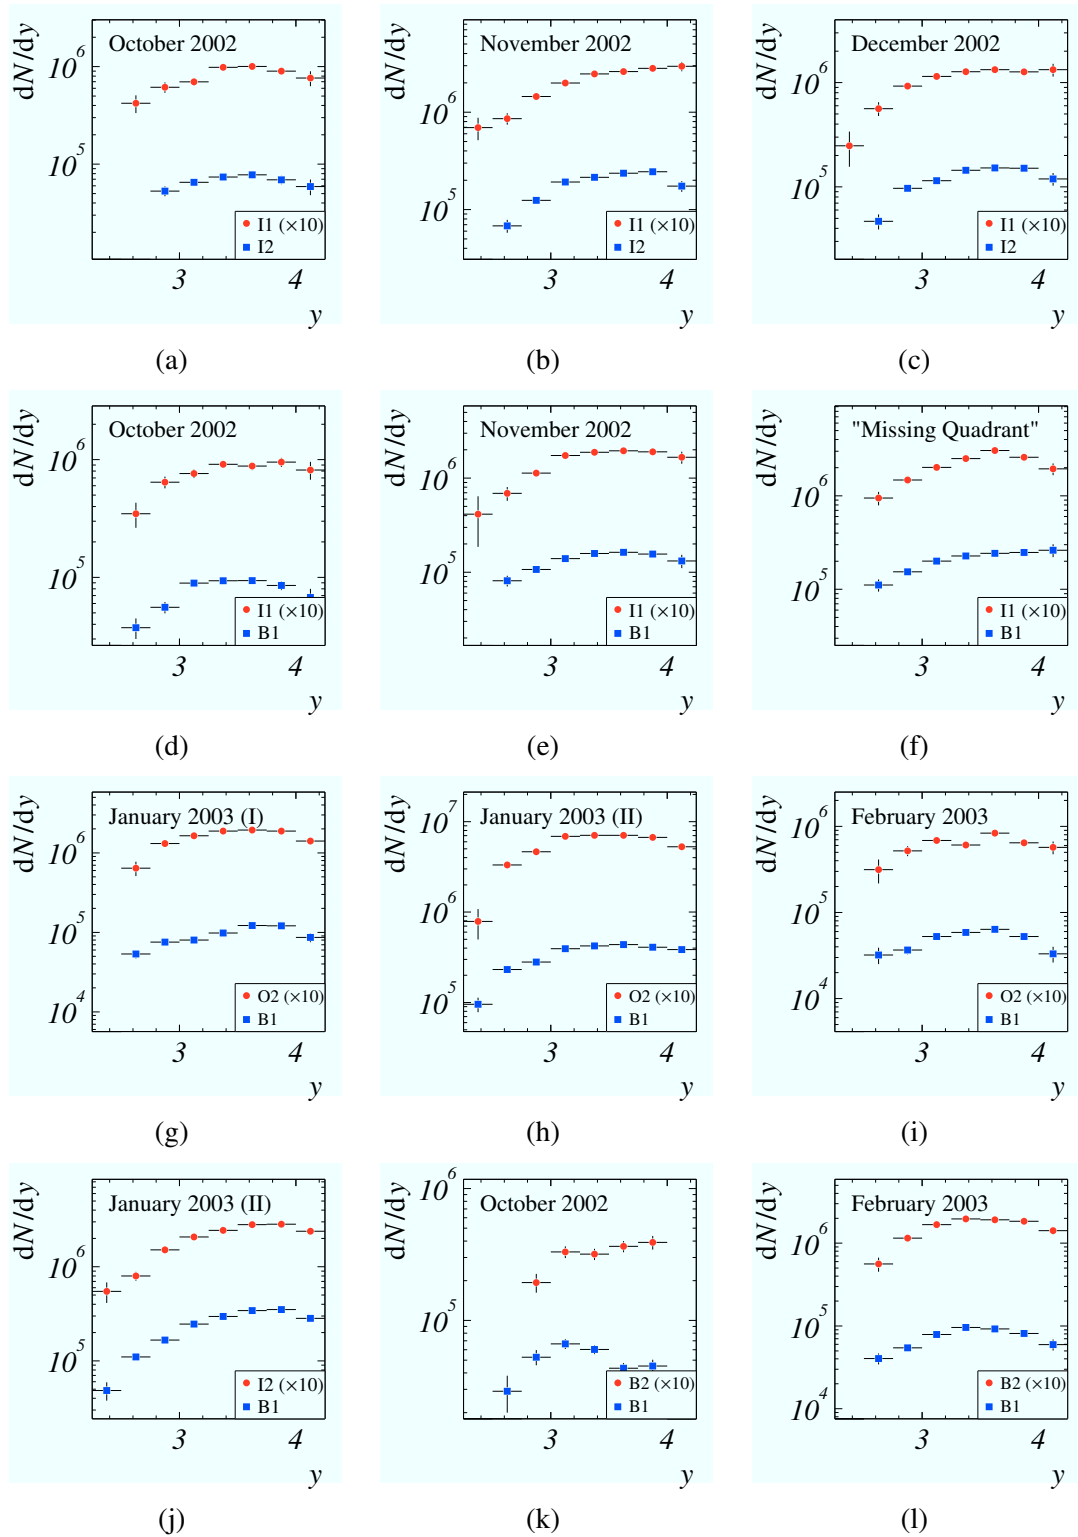 dN/dy
October 2002
10^6
10^5
I1 (×10)
I2
3
4
y
(a)
dN/dy
November 2002
10^6
10^5
I1 (×10)
I2
3
4
y
(b)
dN/dy
December 2002
10^6
10^5
I1 (×10)
I2
3
4
y
(c)
dN/dy
October 2002
10^6
10^5
I1 (×10)
B1
3
4
y
(d)
dN/dy
November 2002
10^6
10^5
I1 (×10)
B1
3
4
y
(e)
dN/dy
"Missing Quadrant"
10^6
10^5
I1 (×10)
B1
3
4
y
(f)
dN/dy
January 2003 (I)
10^6
10^5
10^4
O2 (×10)
B1
3
4
y
(g)
dN/dy
January 2003 (II)
10^7
10^6
10^5
O2 (×10)
B1
3
4
y
(h)
dN/dy
February 2003
10^6
10^5
10^4
O2 (×10)
B1
3
4
y
(i)
dN/dy
January 2003 (II)
10^6
10^5
I2 (×10)
B1
3
4
y
(j)
dN/dy
October 2002
10^6
10^5
B2 (×10)
B1
3
4
y
(k)
dN/dy
February 2003
10^6
10^5
10^4
B2 (×10)
B1
3
4
y
(l)